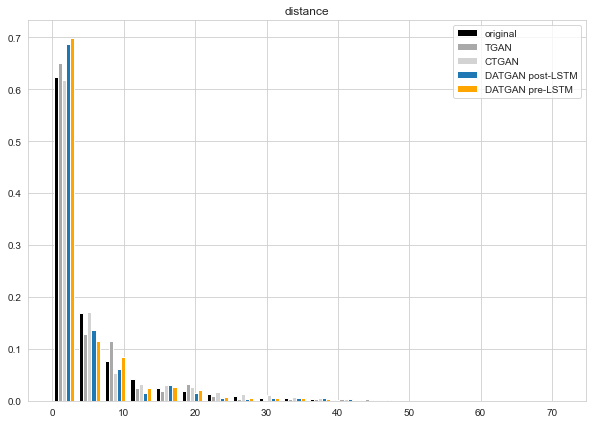 distance
original
TGAN
CTGAN
DATGAN post-LSTM
DATGAN pre-LSTM
0.7
0.6
0.5
0.4
0.3
0.2
0.1
0.0
0 10 20 30 40 50 60 70